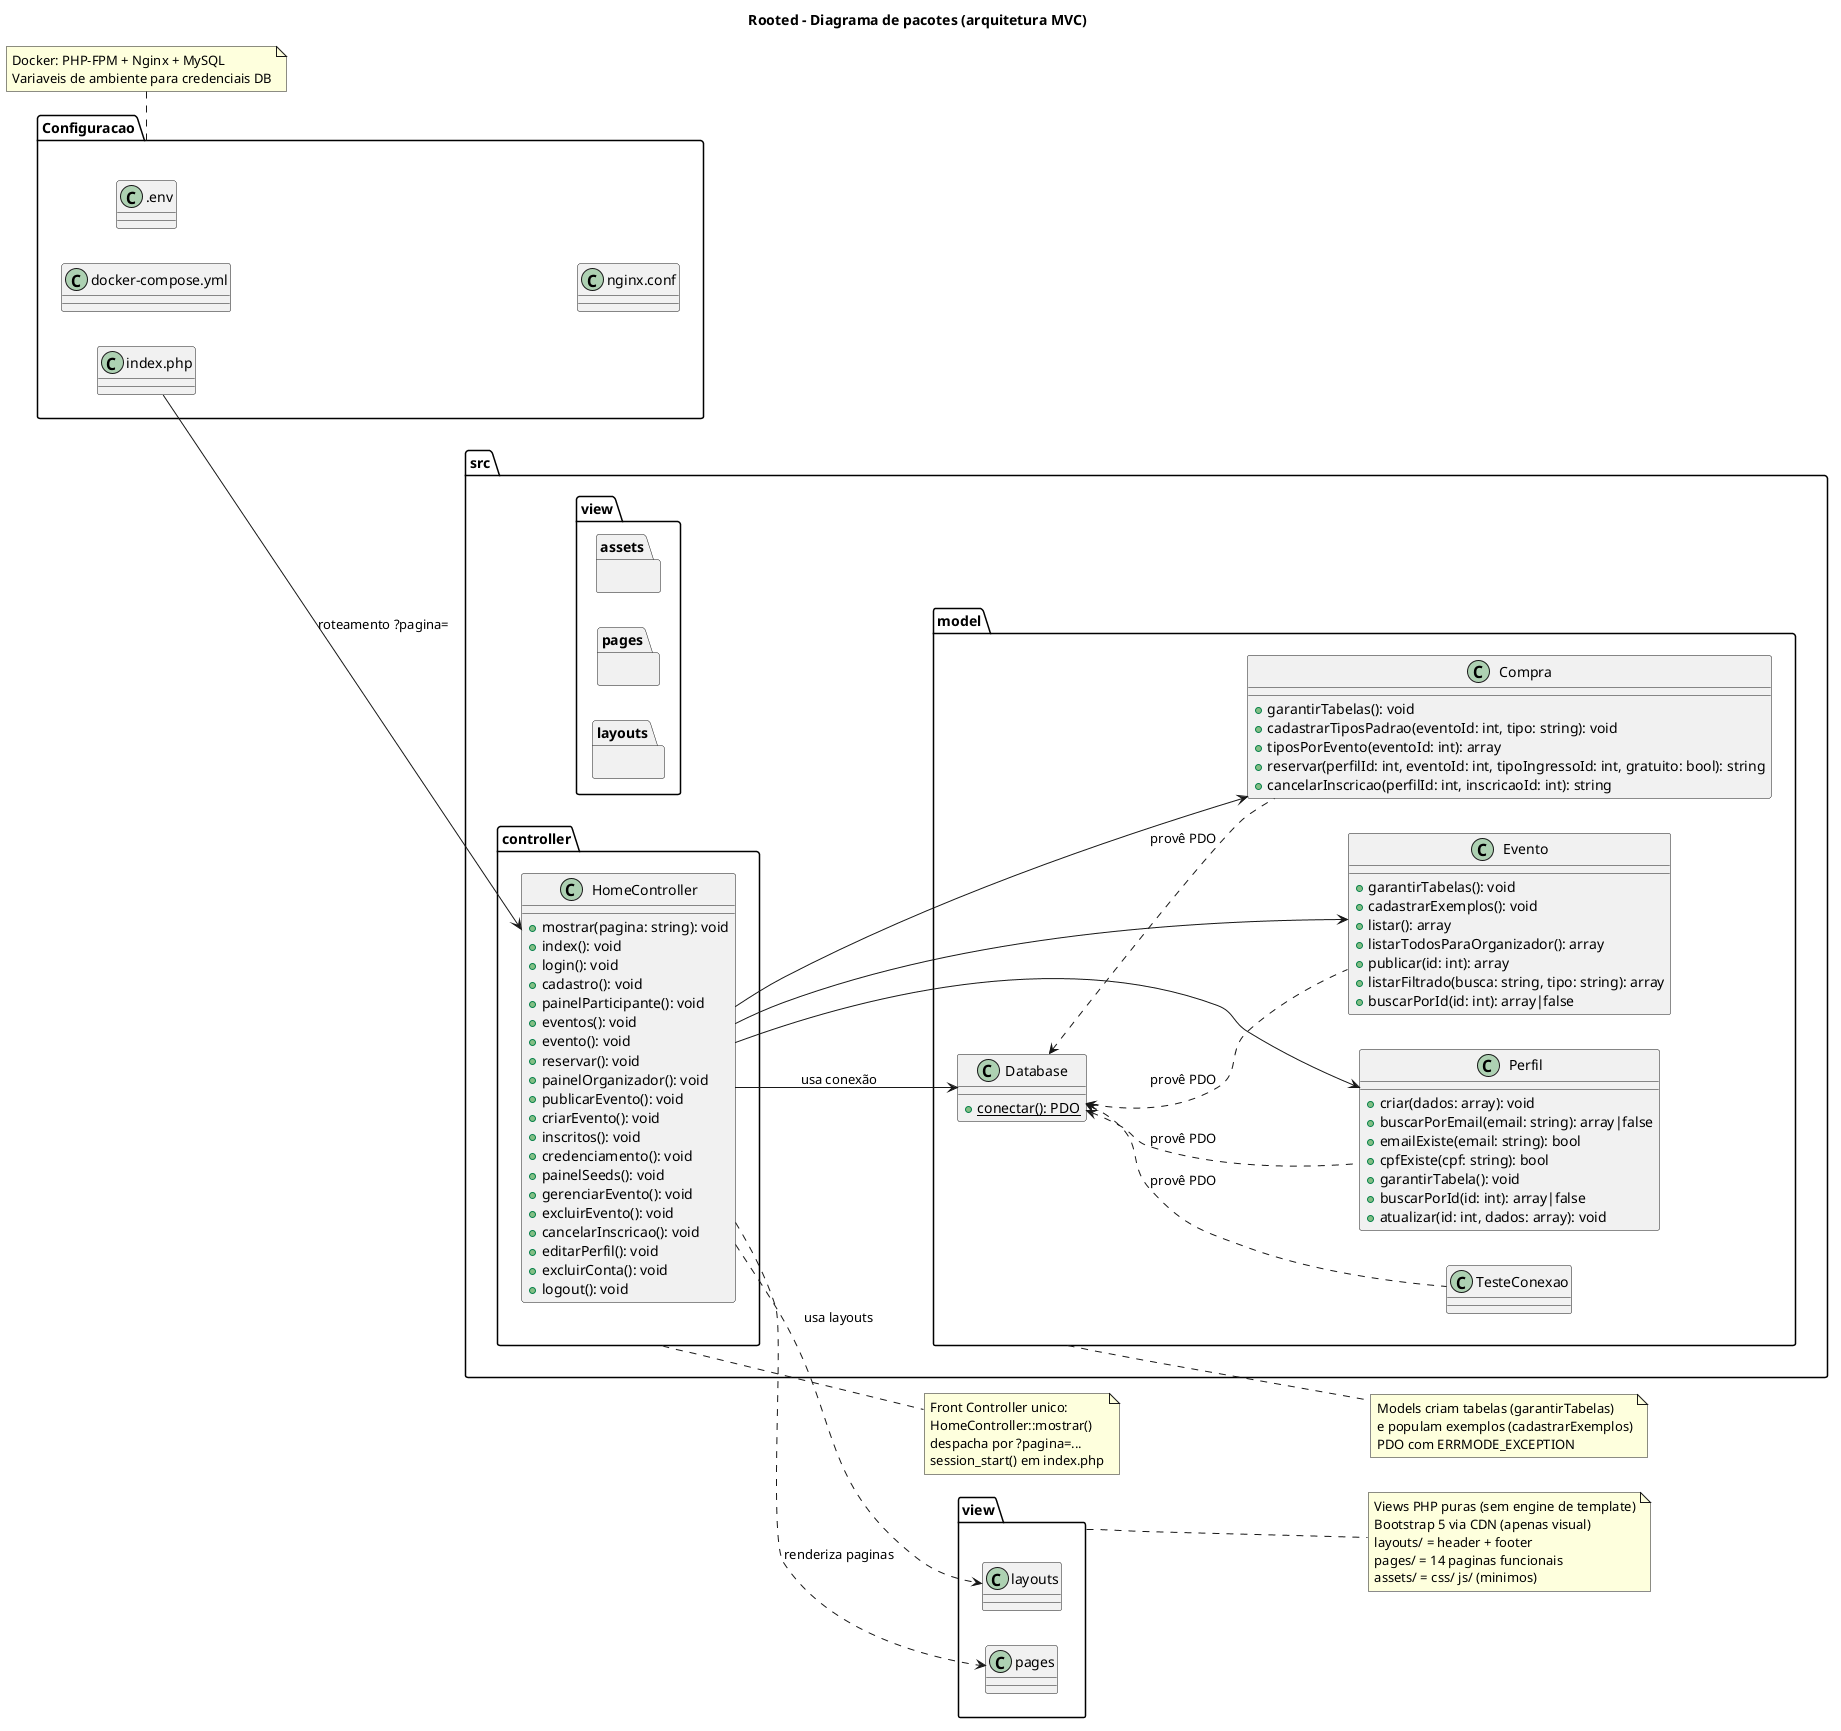 Rooted - Diagrama de pacotes (arquitetura MVC)
Docker: PHP-FPM + Nginx + MySQL
Variaveis de ambiente para credenciais DB
Configuracao
C .env
C docker-compose.yml
C nginx.conf
C index.php
roteamento ?pagina=
src
view
assets
pages
layouts
controller
C HomeController
mostrar(pagina: string): void
index(): void
login(): void
cadastro(): void
painelParticipante(): void
eventos(): void
evento(): void
reservar(): void
painelOrganizador(): void
publicarEvento(): void
criarEvento(): void
inscritos(): void
credenciamento(): void
painelSeeds(): void
gerenciarEvento(): void
excluirEvento(): void
cancelarInscricao(): void
editarPerfil(): void
excluirConta(): void
logout(): void
model
C Compra
garantirTabelas(): void
cadastrarTiposPadrao(eventoId: int, tipo: string): void
tiposPorEvento(eventoId: int): array
reservar(perfilId: int, eventoId: int, tipoIngressoId: int, gratuito: bool): string
cancelarInscricao(perfilId: int, inscricaoId: int): string
provê PDO
C Evento
garantirTabelas(): void
cadastrarExemplos(): void
listar(): array
listarTodosParaOrganizador(): array
publicar(id: int): array
listarFiltrado(busca: string, tipo: string): array
buscarPorId(id: int): array|false
usa conexão
C Database
conectar(): PDO
provê PDO
provê PDO
provê PDO
C Perfil
criar(dados: array): void
buscarPorEmail(email: string): array|false
emailExiste(email: string): bool
cpfExiste(cpf: string): bool
garantirTabela(): void
buscarPorId(id: int): array|false
atualizar(id: int, dados: array): void
C TesteConexao
usa layouts
Front Controller unico:
HomeController::mostrar()
despacha por ?pagina=...
session_start() em index.php
Models criam tabelas (garantirTabelas)
e populam exemplos (cadastrarExemplos)
PDO com ERRMODE_EXCEPTION
renderiza paginas
view
C layouts
C pages
Views PHP puras (sem engine de template)
Bootstrap 5 via CDN (apenas visual)
layouts/ = header + footer
pages/ = 14 paginas funcionais
assets/ = css/ js/ (minimos)